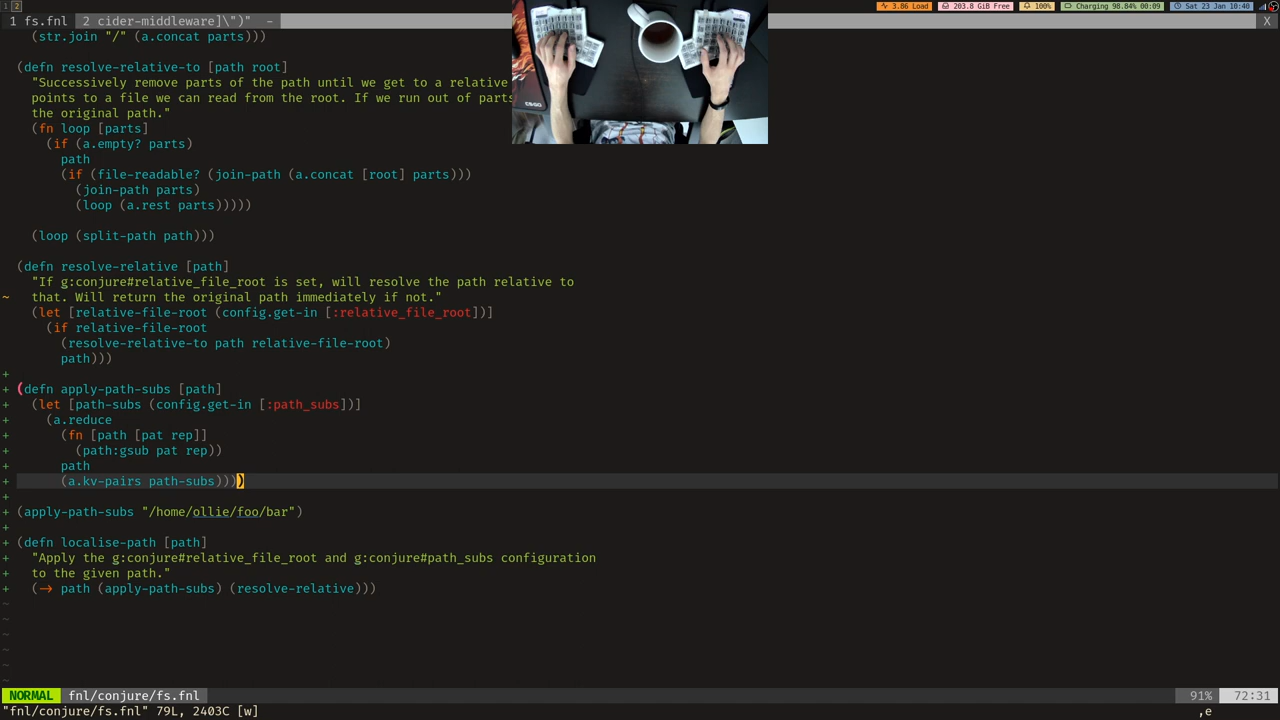 1 2
3.86 Load 203.8 GiB Free 100% Charging 98.84% 00:09 Sat 23 Jan 10:40
1 fs.fnl 2 cider-middleware]\")" - X
(str.join "/" (a.concat parts)))
(defn resolve-relative-to [path root]
"Successively remove parts of the path until we get to a relative
points to a file we can read from the root. If we run out of parts
the original path."
(fn loop [parts]
(if (a.empty? parts)
path
(if (file-readable? (join-path (a.concat [root] parts)))
(join-path parts)
(loop (a.rest parts)))))
(loop (split-path path)))
(defn resolve-relative [path]
"If g:conjure#relative_file_root is set, will resolve the path relative to
~ that. Will return the original path immediately if not."
(let [relative-file-root (config.get-in [:relative_file_root])]
(if relative-file-root
(resolve-relative-to path relative-file-root)
path)))
+
+ (defn apply-path-subs [path]
+ (let [path-subs (config.get-in [:path_subs])]
+ (a.reduce
+ (fn [path [pat rep]]
+ (path:gsub pat rep))
+ path
+ (a.kv-pairs path-subs))))
+
+ (apply-path-subs "/home/ollie/foo/bar")
+
+ (defn localise-path [path]
+ "Apply the g:conjure#relative_file_root and g:conjure#path_subs configuration
+ to the given path."
+ (-> path (apply-path-subs) (resolve-relative)))
~
~
~
~
~
~
NORMAL fnl/conjure/fs.fnl 91% 72:31
"fnl/conjure/fs.fnl" 79L, 2403C [w] ,e